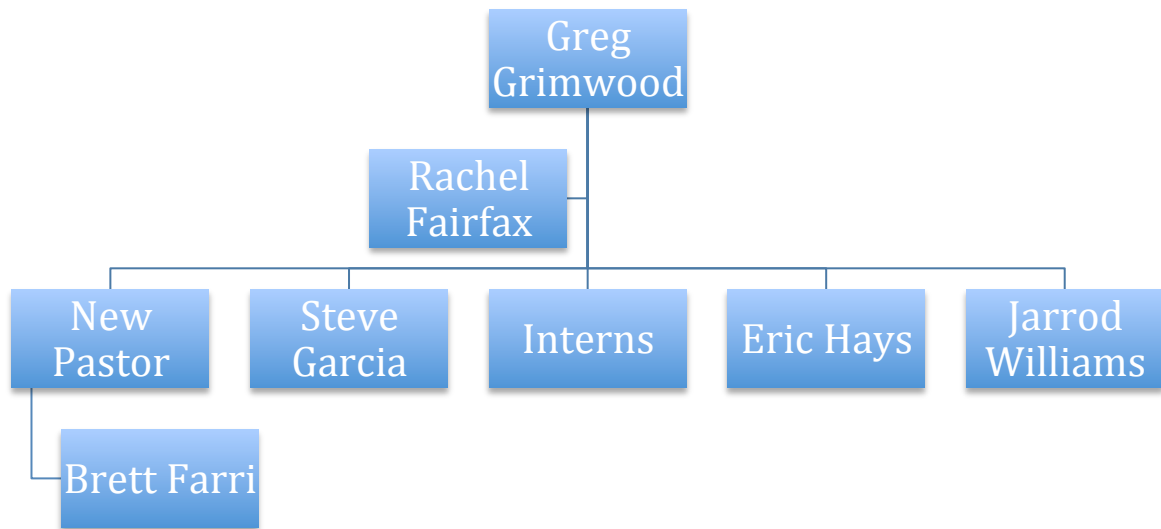 Greg
Grimwood
Rachel
Fairfax
New
Pastor
Steve
Garcia
Interns
Eric Hays
Jarrod
Williams
Brett Farri